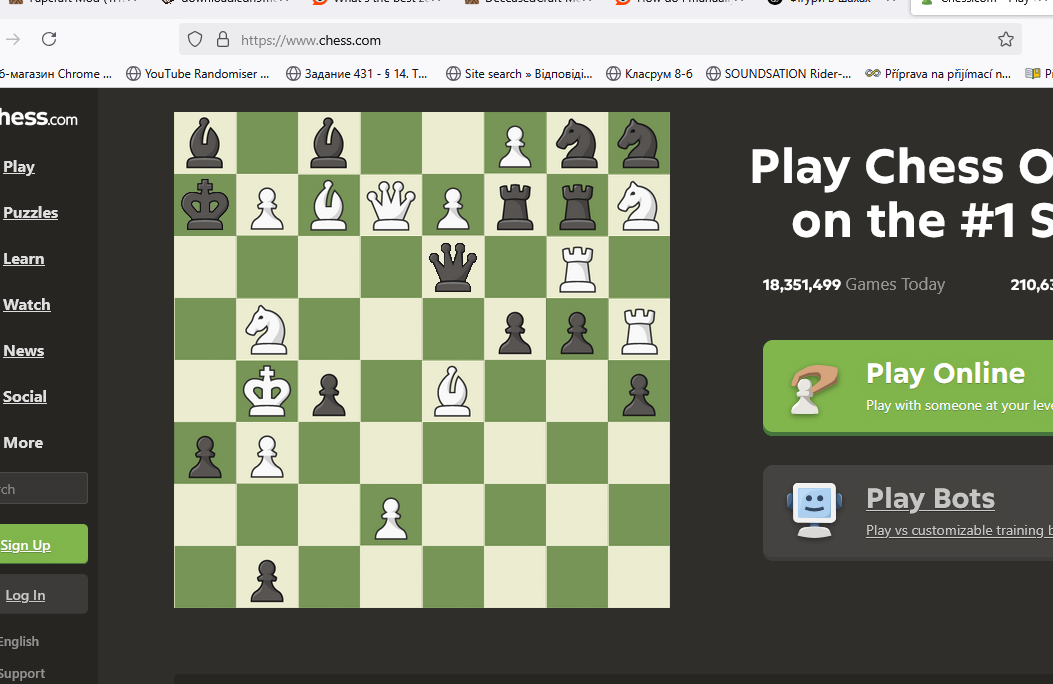 https://www.chess.com
б-магазин Chrome ... YouTube Randomiser ... Задание 431 - § 14. Т... Site search » Відповіді... Класрум 8-б SOUNDSATION Rider-... Příprava na přijímací n...
hess.com
Play
Puzzles
Learn
Watch
News
Social
More
rch
Sign Up
Log In
English
Support
Play Chess O
on the #1 S
18,351,499 Games Today 210,63
Play Online
Play with someone at your leve
Play Bots
Play vs customizable training b